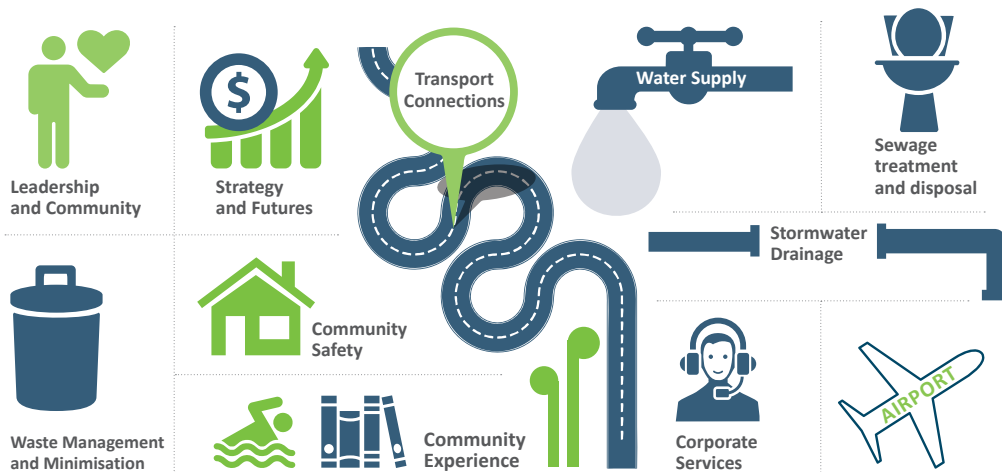 Leadership
and Community
$
Strategy
and Futures
Transport
Connections
Water Supply
Sewage
treatment
and disposal
Stormwater
Drainage
Waste Management
and Minimisation
Community
Safety
Community
Experience
Corporate
Services
AIRPORT